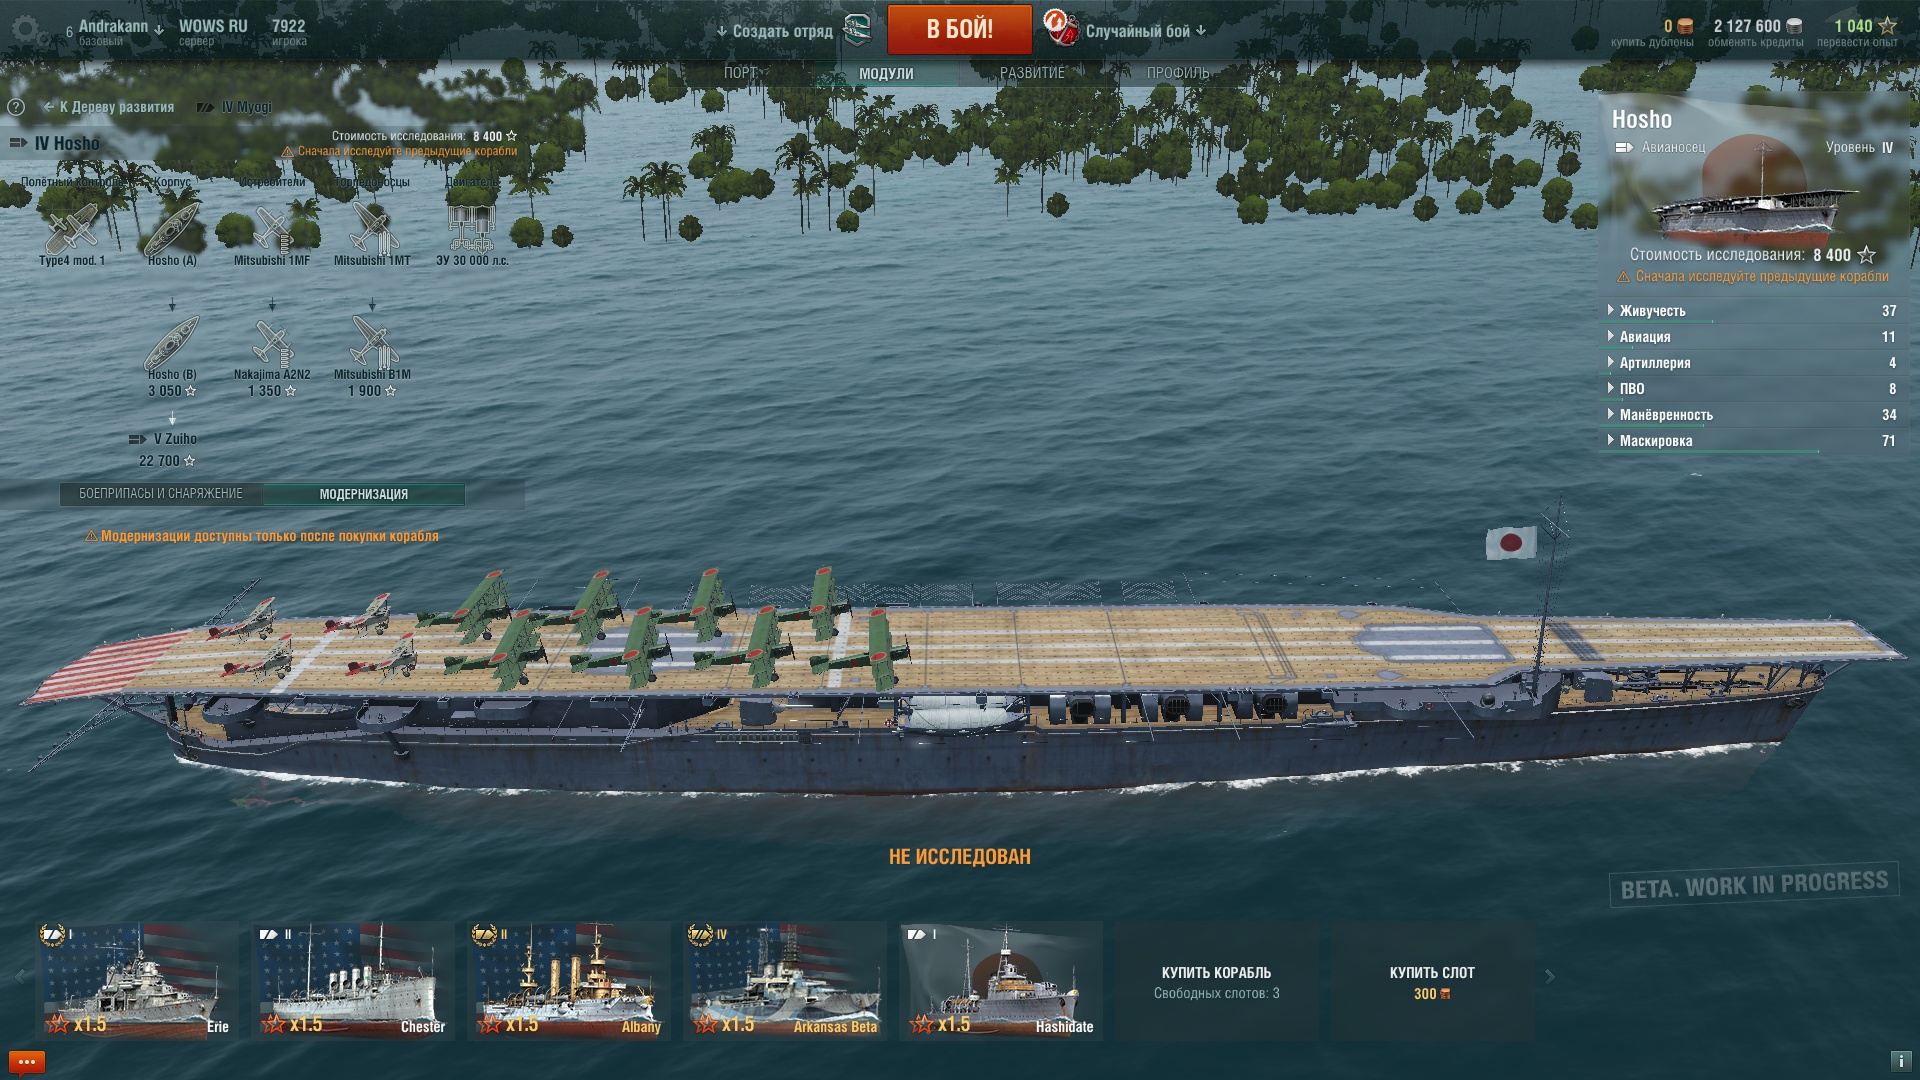 6 Andrakann
базовый
WOWS RU
сервер
7922
игрока
Создать отряд
В БОЙ!
Случайный бой
0
купить дублоны
2 127 600
обменять кредиты
1 040
перевести опыт
ПОРТ
МОДУЛИ
РАЗВИТИЕ
ПРОФИЛЬ
К Дереву развития
IV Myogi
IV Hosho
Стоимость исследования: 8 400
Сначала исследуйте предыдущие корабли
Полётный контроль
Корпус
Истребители
Торпедоносцы
Двигатель
Type4 mod. 1
Hosho (A)
Mitsubishi 1MF
Mitsubishi 1MT
ЭУ 30 000 л.с.
Hosho (B)
3 050
Nakajima A2N2
1 350
Mitsubishi B1M
1 900
V Zuiho
22 700
БОЕПРИПАСЫ И СНАРЯЖЕНИЕ
МОДЕРНИЗАЦИЯ
Модернизации доступны только после покупки корабля
Hosho
Авианосец
Уровень IV
Стоимость исследования: 8 400
Сначала исследуйте предыдущие корабли
Живучесть 37
Авиация 11
Артиллерия 4
ПВО 8
Манёвренность 34
Маскировка 71
НЕ ИССЛЕДОВАН
BETA. WORK IN PROGRESS
I
x1.5
Erie
II
x1.5
Chester
II
x1.5
Albany
IV
x1.5
Arkansas Beta
I
x1.5
Hashidate
КУПИТЬ КОРАБЛЬ
Свободных слотов: 3
КУПИТЬ СЛОТ
300